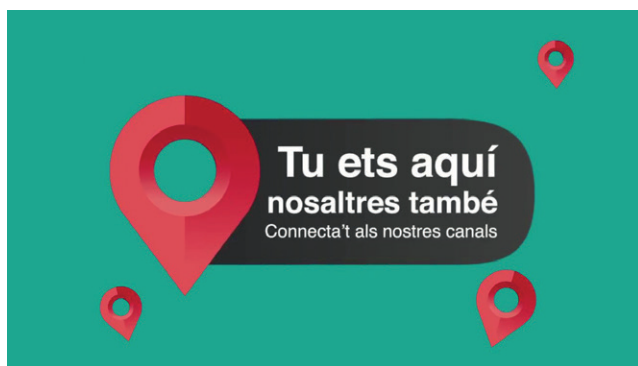 Tu ets aquí
nosaltres també
Connecta't als nostres canals